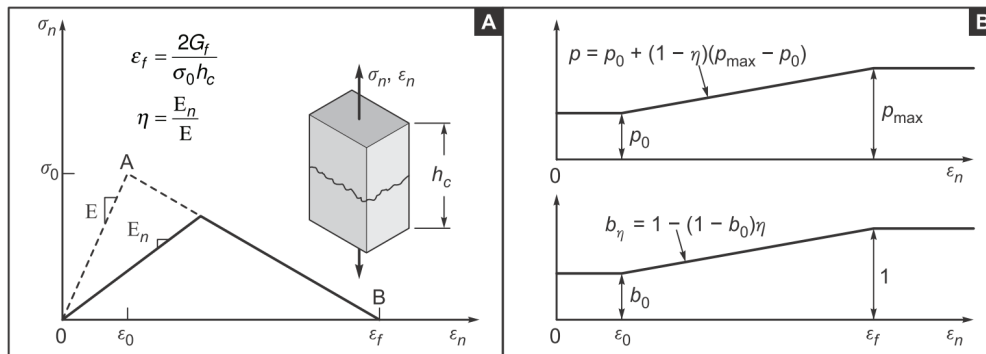 A
σn
εf = 2Gf / σ0hc
η = En / E
σn, εn
A
σ0
E
En
hc
B
0
ε0
εf
εn
B
p = p0 + (1 − η)(pmax − p0)
p0
pmax
0
εn
bη = 1 − (1 − b0)η
b0
1
0
ε0
εf
εn